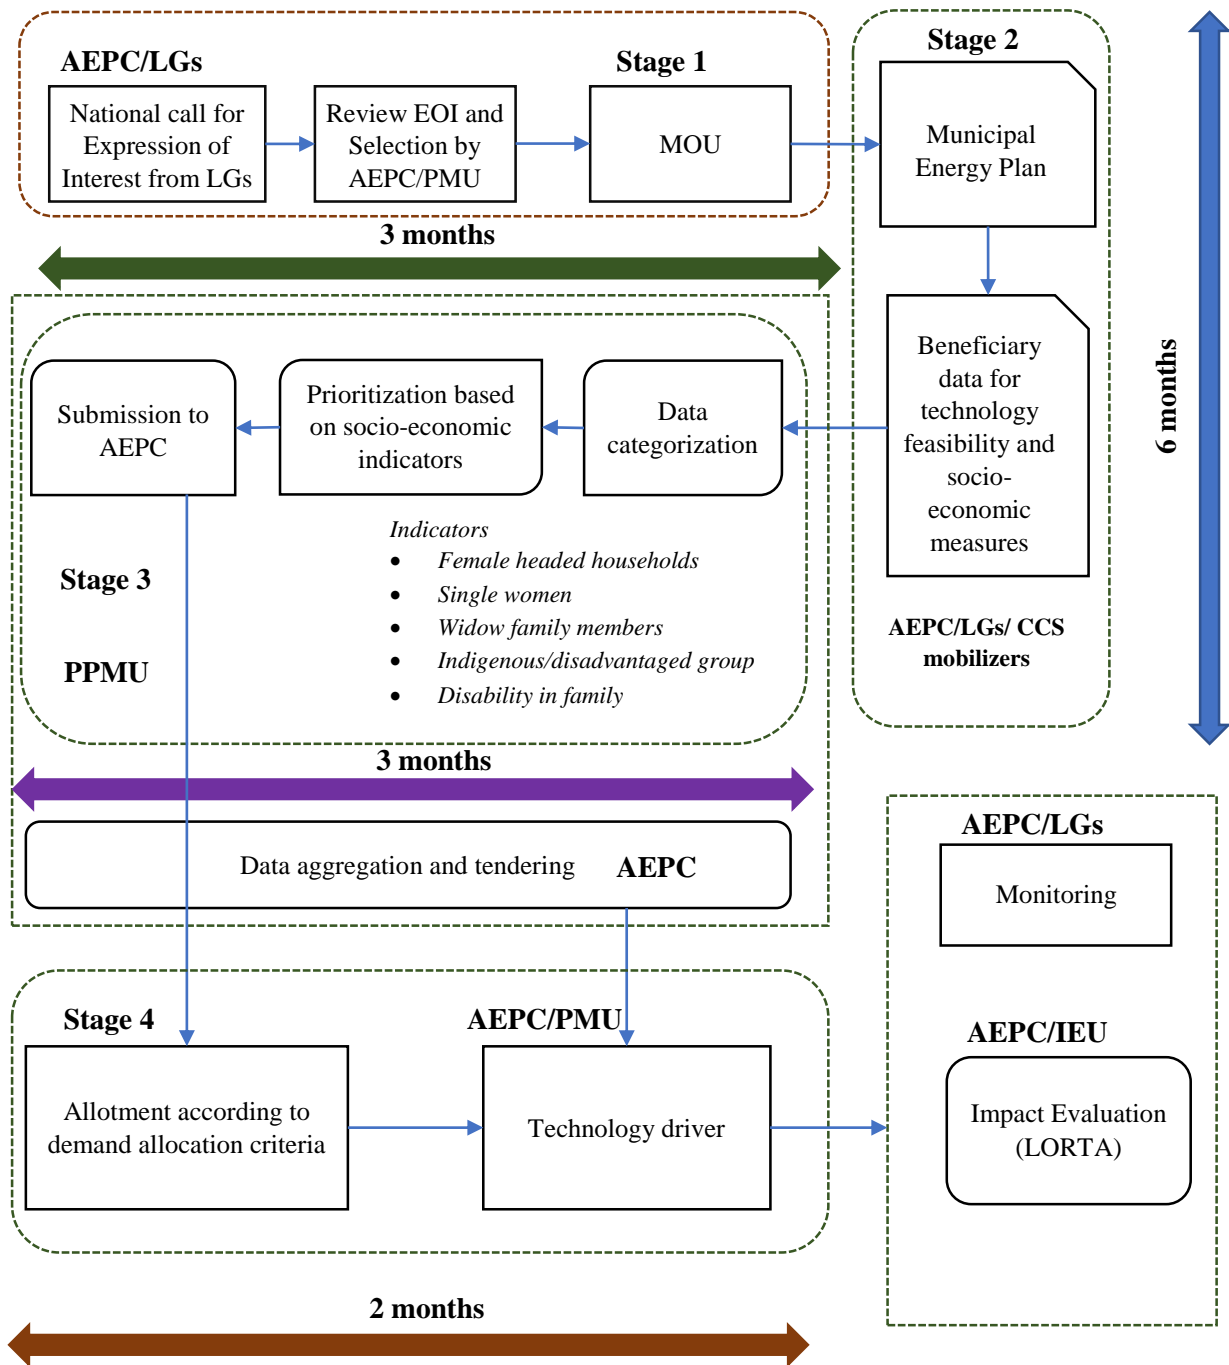 AEPC/LGs
Stage 1
National call for
Expression of
Interest from LGs
Review EOI and
Selection by
AEPC/PMU
MOU
3 months
Stage 2
Municipal
Energy Plan
Beneficiary
data for
technology
feasibility and
socio-
economic
measures
AEPC/LGs/ CCS
mobilizers
6 months
Submission to
AEPC
Prioritization based
on socio-economic
indicators
Data
categorization
Indicators
• Female headed households
• Single women
• Widow family members
• Indigenous/disadvantaged group
• Disability in family
Stage 3
PPMU
3 months
Data aggregation and tendering AEPC
Stage 4
AEPC/PMU
Allotment according to
demand allocation criteria
Technology driver
2 months
AEPC/LGs
Monitoring
AEPC/IEU
Impact Evaluation
(LORTA)